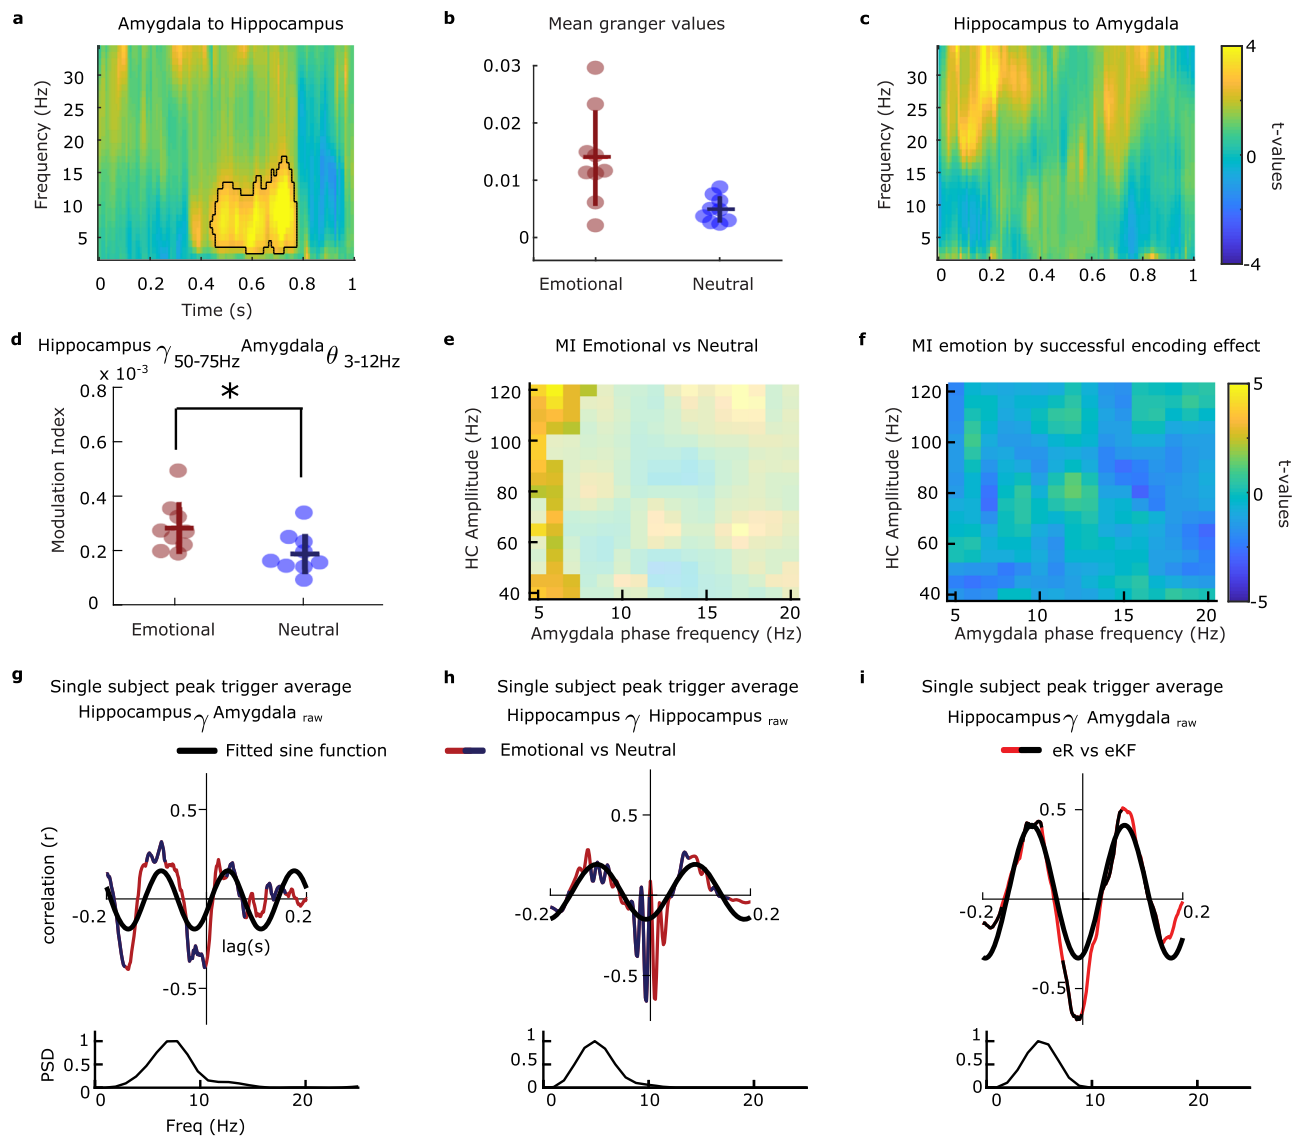 a
Amygdala to Hippocampus
Frequency (Hz)
30
25
20
15
10
5
0 0.2 0.4 0.6 0.8 1
Time (s)
b
Mean granger values
0.03
0.02
0.01
0
Emotional Neutral
c
Hippocampus to Amygdala
Frequency (Hz)
30
25
20
15
10
5
0 0.2 0.4 0.6 0.8 1
4
2
0
-2
-4
t-values
d
Hippocampus γ 50-75Hz Amygdala θ 3-12Hz
x 10-3
*
Modulation Index
0.8
0.6
0.4
0.2
0
Emotional Neutral
e
MI Emotional vs Neutral
HC Ampllitude (Hz)
120
100
80
60
40
5 10 15 20
Amygdala phase frequency (Hz)
f
MI emotion by successful encoding effect
HC Ampllitude (Hz)
120
100
80
60
40
5 10 15 20
Amygdala phase frequency (Hz)
5
0
-5
t-values
g
Single subject peak trigger average
Hippocampus γ Amygdala raw
Fitted sine function
correlation (r)
0.5
-0.2 0.2
lag(s)
-0.5
PSD
1
0.5
0
0 10 20
Freq (Hz)
h
Single subject peak trigger average
Hippocampus γ Hippocampus raw
Emotional vs Neutral
0.5
-0.2 0.2
-0.5
1
0.5
0
0 10 20
i
Single subject peak trigger average
Hippocampus γ Amygdala raw
eR vs eKF
0.5
-0.2 0.2
-0.5
1
0.5
0
0 10 20